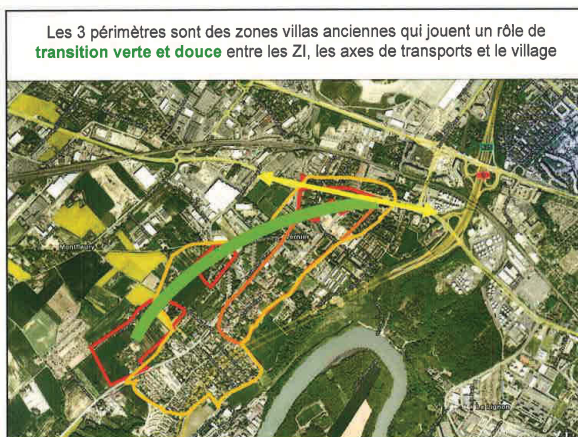 Les 3 périmètres sont des zones villas anciennes qui jouent un rôle de
transition verte et douce entre les ZI, les axes de transports et le village
Montfleury
Vernier
Le Lignon